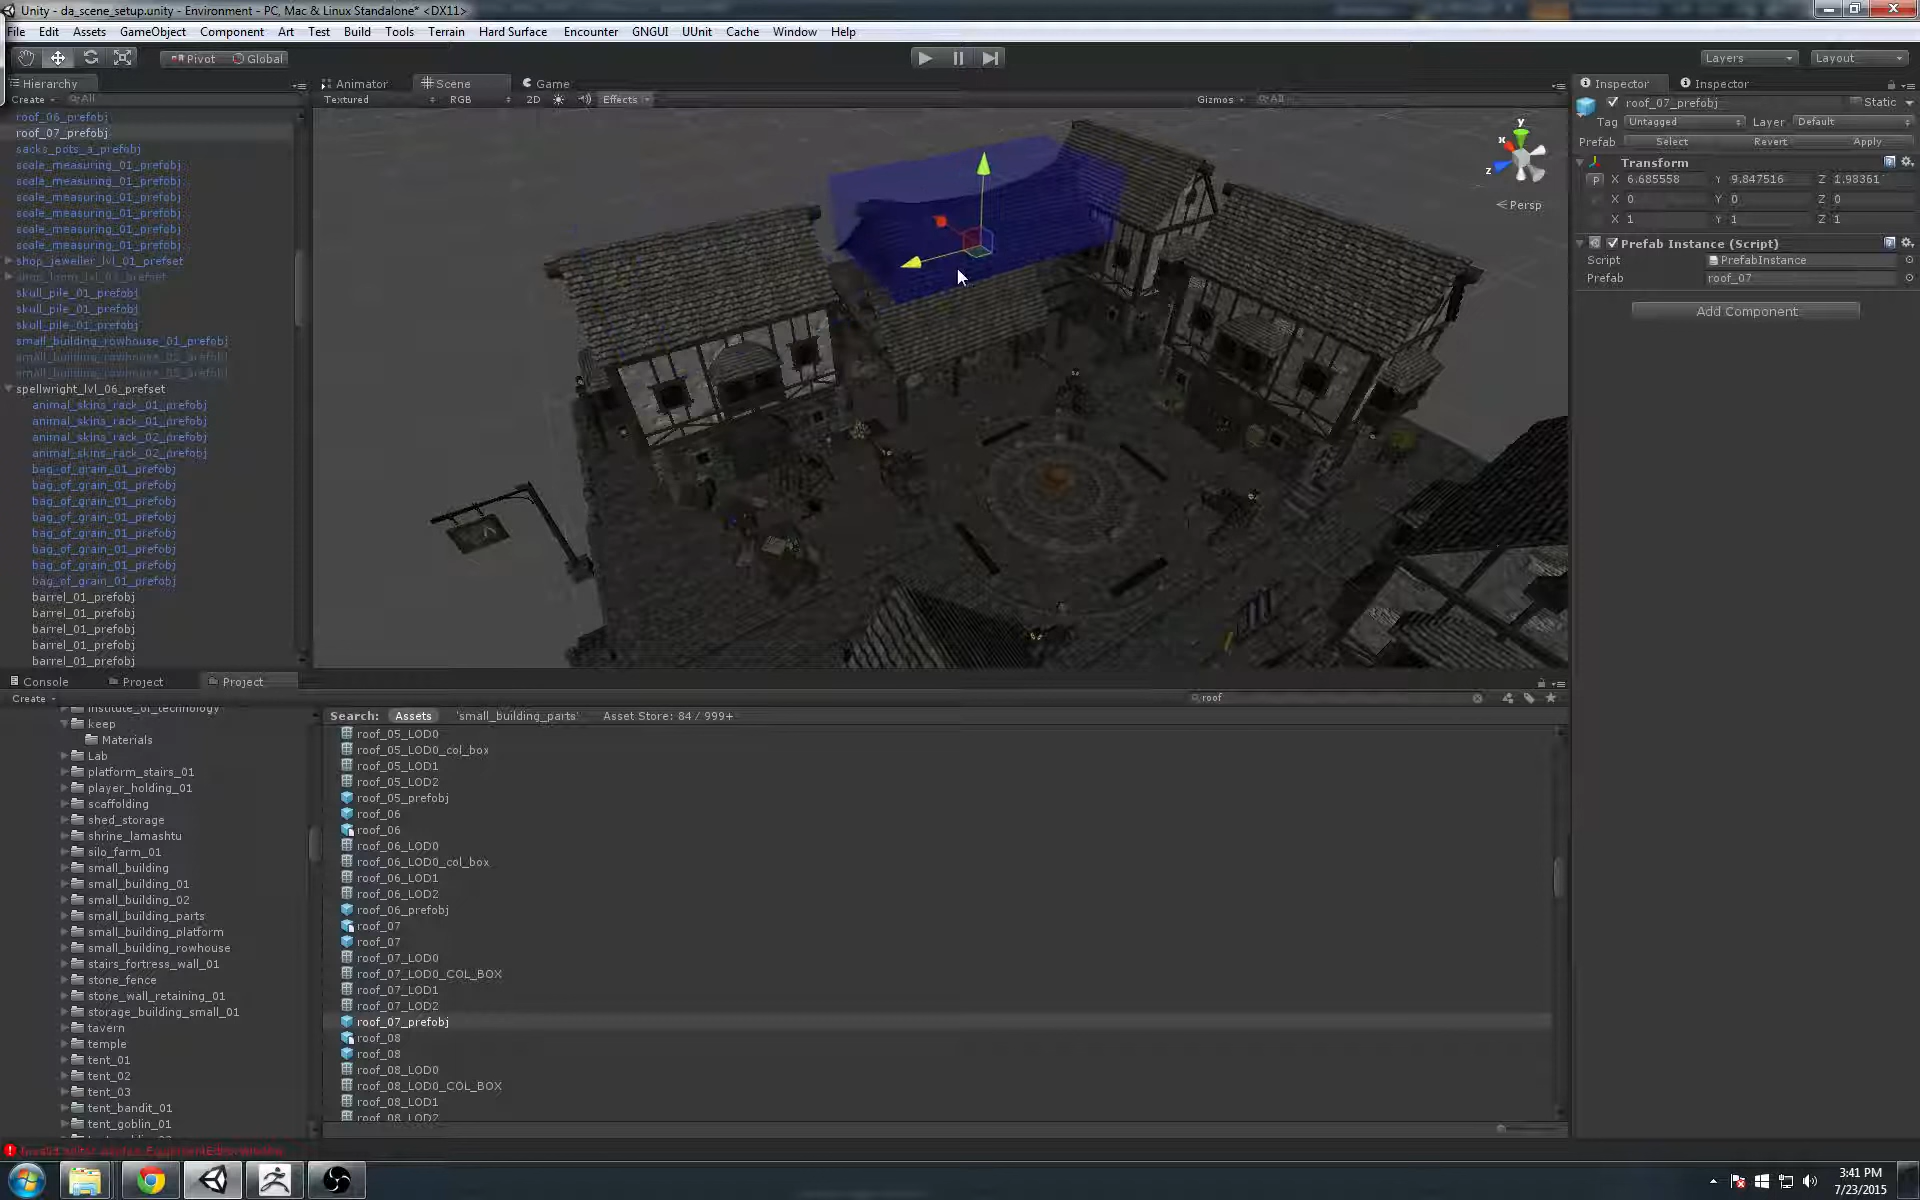 Unity - da_scene_setup.unity - Environment - PC, Mac & Linux Standalone* <DX11>
File Edit Assets GameObject Component Art Test Build Tools Terrain Hard Surface Encounter GNGUI UUnit Cache Window Help
Pivot Global Layers Layout
Hierarchy
Create All
roof_06_prefobj
roof_07_prefobj
sacks_pots_a_prefobj
scale_measuring_01_prefobj
scale_measuring_01_prefobj
scale_measuring_01_prefobj
scale_measuring_01_prefobj
scale_measuring_01_prefobj
scale_measuring_01_prefobj
shop_jeweller_lvl_01_prefset
shop_loom_lvl_01_prefset
skull_pile_01_prefobj
skull_pile_01_prefobj
skull_pile_01_prefobj
small_building_rowhouse_01_prefobj
spellwright_lvl_06_prefset
animal_skins_rack_01_prefobj
animal_skins_rack_01_prefobj
animal_skins_rack_02_prefobj
animal_skins_rack_02_prefobj
bag_of_grain_01_prefobj
bag_of_grain_01_prefobj
bag_of_grain_01_prefobj
bag_of_grain_01_prefobj
bag_of_grain_01_prefobj
bag_of_grain_01_prefobj
bag_of_grain_01_prefobj
bag_of_grain_01_prefobj
barrel_01_prefobj
barrel_01_prefobj
barrel_01_prefobj
barrel_01_prefobj
barrel_01_prefobj
Animator Scene Game
Textured RGB 2D Effects Gizmos All
y
x
z
Persp
Inspector Inspector
roof_07_prefobj Static
Tag Untagged Layer Default
Prefab Select Revert Apply
Transform
P X 6.685558 Y 9.847516 Z 1.98361
X 0 Y 0 Z 0
X 1 Y 1 Z 1
Prefab Instance (Script)
Script PrefabInstance
Prefab roof_07
Add Component
Console Project Project
Create roof
institute_of_technology
keep
Materials
Lab
platform_stairs_01
player_holding_01
scaffolding
shed_storage
shrine_lamashtu
silo_farm_01
small_building
small_building_01
small_building_02
small_building_parts
small_building_platform
small_building_rowhouse
stairs_fortress_wall_01
stone_fence
stone_wall_retaining_01
storage_building_small_01
tavern
temple
tent_01
tent_02
tent_03
tent_bandit_01
tent_goblin_01
Search: Assets 'small_building_parts' Asset Store: 84 / 999+
roof_05_LOD0
roof_05_LOD0_col_box
roof_05_LOD1
roof_05_LOD2
roof_05_prefobj
roof_06
roof_06
roof_06_LOD0
roof_06_LOD0_col_box
roof_06_LOD1
roof_06_LOD2
roof_06_prefobj
roof_07
roof_07
roof_07_LOD0
roof_07_LOD0_COL_BOX
roof_07_LOD1
roof_07_LOD2
roof_07_prefobj
roof_08
roof_08
roof_08_LOD0
roof_08_LOD0_COL_BOX
roof_08_LOD1
roof_08_LOD2
Invalid editor window EquipmentEditorWindow
3:41 PM
7/23/2015